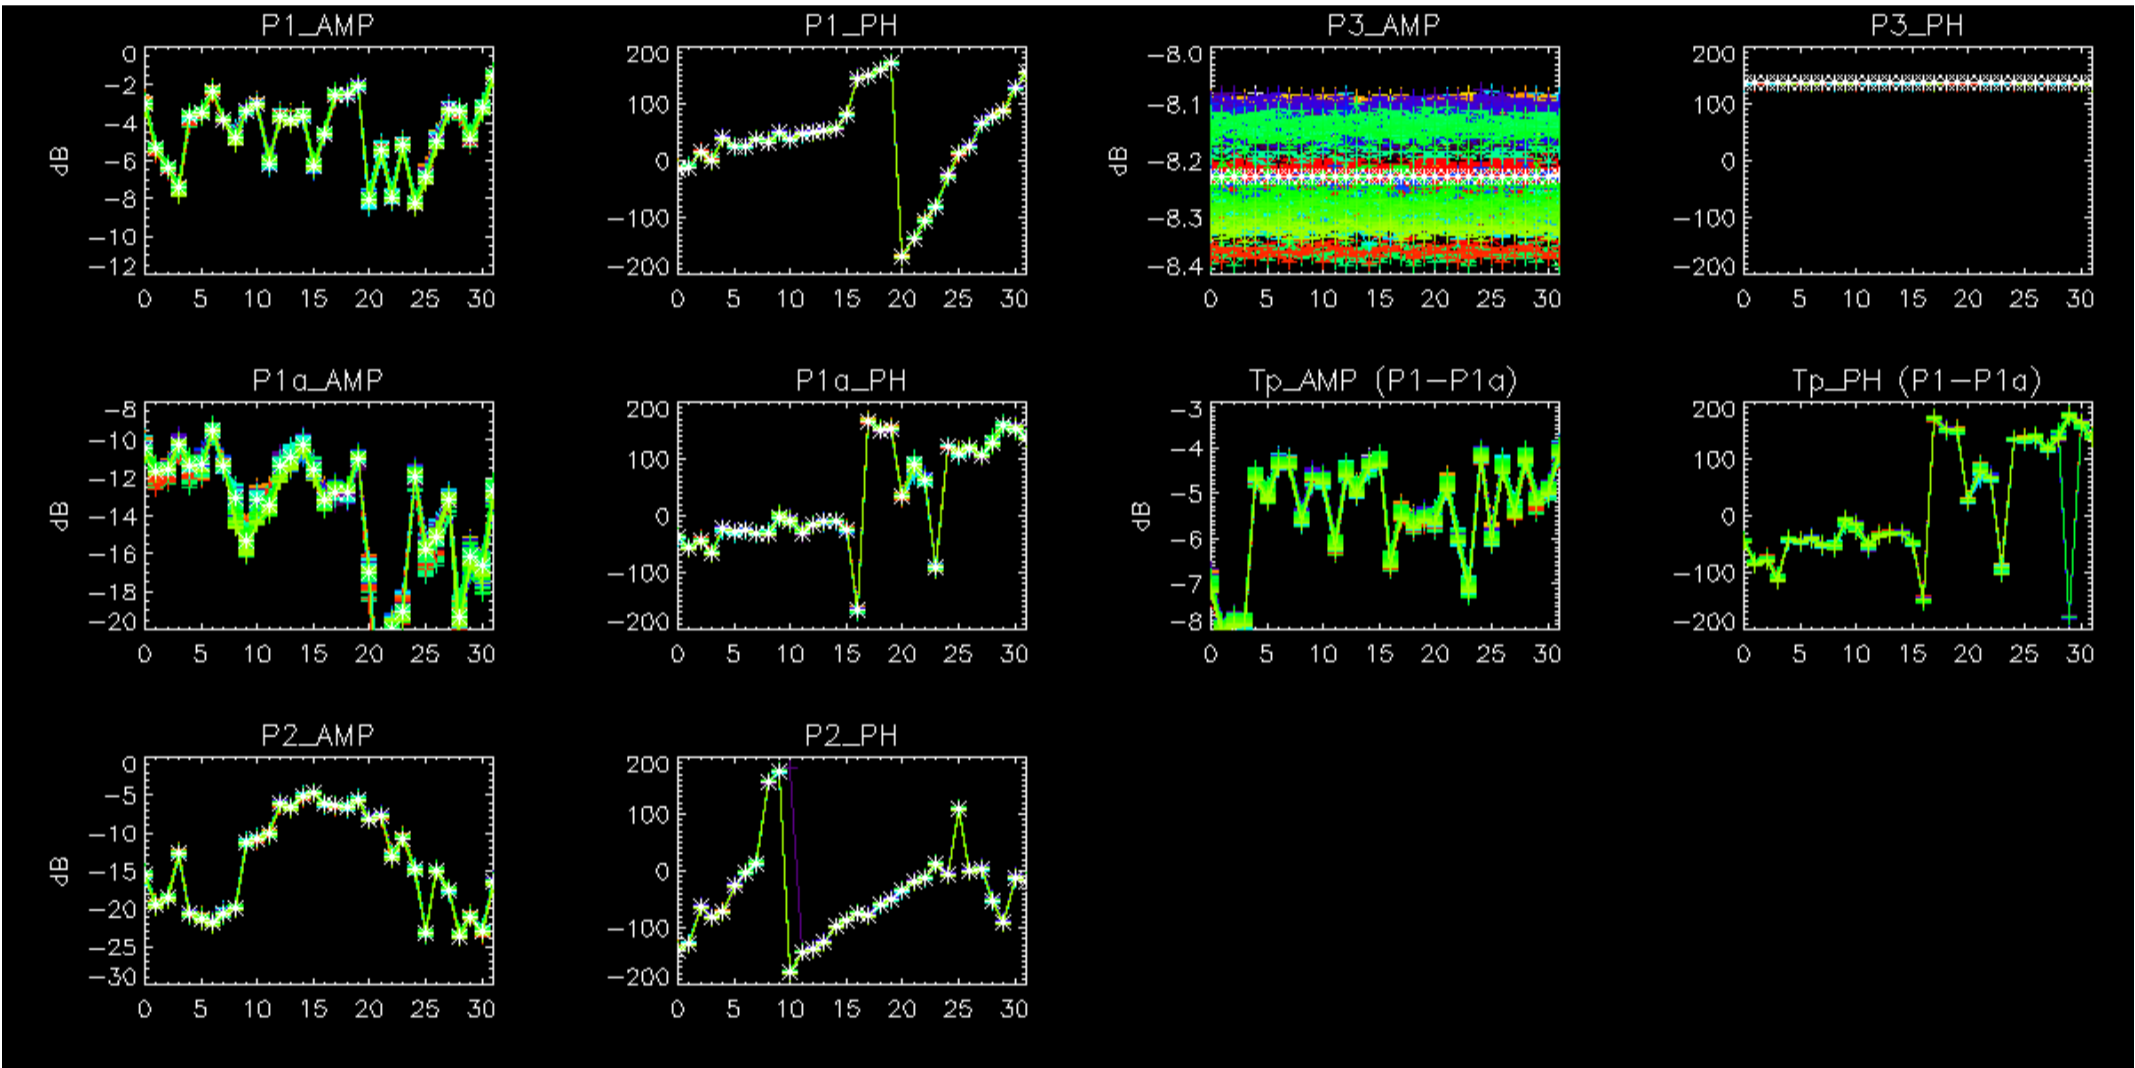 P1_AMP P1_PH P3_AMP P3_PH
0 200 -8.0 200
-2
100 -8.1 100
-4
dB -6 0 dB -8.2 0
-8
-100 -8.3 -100
-10
-12 -200 -8.4 -200
0 5 10 15 20 25 30 0 5 10 15 20 25 30 0 5 10 15 20 25 30 0 5 10 15 20 25 30
P1a_AMP P1a_PH Tp_AMP (P1-P1a) Tp_PH (P1-P1a)
-8 200 -3 200
-10
-4
100 100
-12
-5
dB -14 0 dB 0
-16 -6
-100 -100
-18 -7
-20 -200 -8 -200
0 5 10 15 20 25 30 0 5 10 15 20 25 30 0 5 10 15 20 25 30 0 5 10 15 20 25 30
P2_AMP P2_PH
0 200
-5
100
-10
dB -15 0
-20
-100
-25
-30 -200
0 5 10 15 20 25 30 0 5 10 15 20 25 30